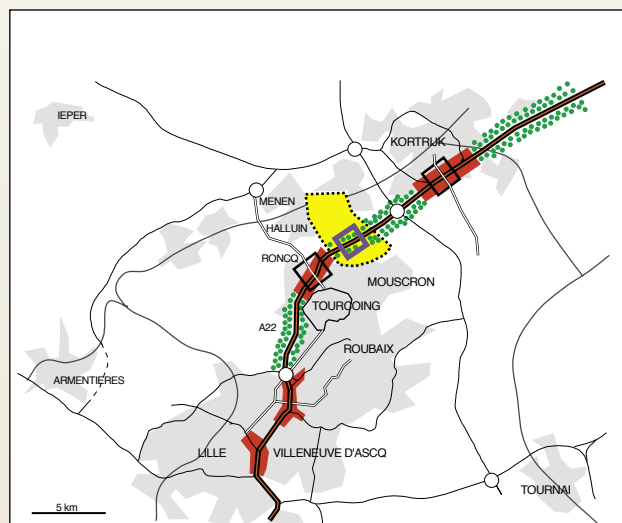 IEPER
KORTRIJK
MENEN
HALLUIN
RONCQ
MOUSCRON
TOURCOING
A22
ROUBAIX
ARMENTIERES
LILLE
VILLENEUVE D'ASCQ
TOURNAI
5 km